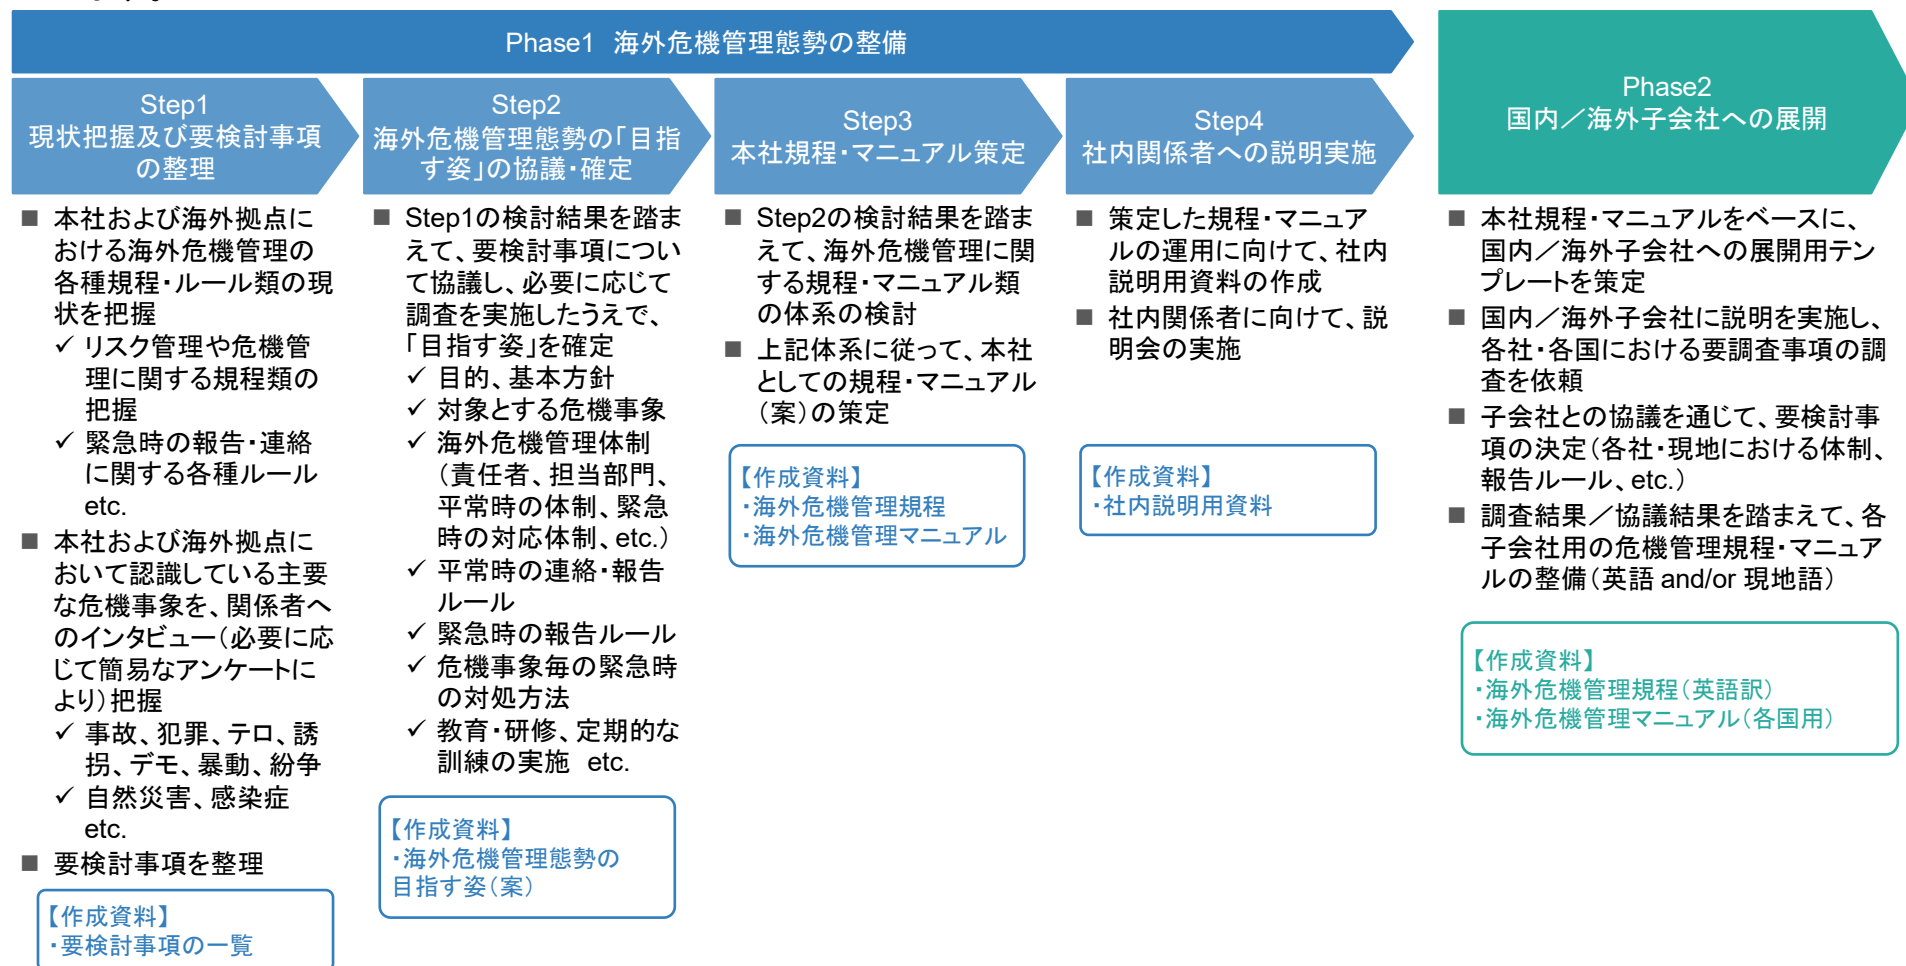 Phase1 海外危機管理態勢の整備
Step1
現状把握及び要検討事項
の整理
■ 本社および海外拠点に
おける海外危機管理の
各種規程・ルール類の現
状を把握
✓ リスク管理や危機管
理に関する規程類の
把握
✓ 緊急時の報告・連絡
に関する各種ルール
etc.
■ 本社および海外拠点に
おいて認識している主要
な危機事象を、関係者へ
のインタビュー（必要に応
じて簡易なアンケートに
より）把握
✓ 事故、犯罪、テロ、誘
拐、デモ、暴動、紛争
✓ 自然災害、感染症
etc.
■ 要検討事項を整理
【作成資料】
・要検討事項の一覧
Step2
海外危機管理態勢の「目指
す姿」の協議・確定
■ Step1の検討結果を踏ま
えて、要検討事項につい
て協議し、必要に応じて
調査を実施したうえで、
「目指す姿」を確定
✓ 目的、基本方針
✓ 対象とする危機事象
✓ 海外危機管理体制
（責任者、担当部門、
平常時の体制、緊急
時の対応体制、etc.）
✓ 平常時の連絡・報告
ルール
✓ 緊急時の報告ルール
✓ 危機事象毎の緊急時
の対処方法
✓ 教育・研修、定期的な
訓練の実施 etc.
【作成資料】
・海外危機管理態勢の
目指す姿（案）
Step3
本社規程・マニュアル策定
■ Step2の検討結果を踏ま
えて、海外危機管理に関
する規程・マニュアル類
の体系の検討
■ 上記体系に従って、本社
としての規程・マニュアル
（案）の策定
【作成資料】
・海外危機管理規程
・海外危機管理マニュアル
Step4
社内関係者への説明実施
■ 策定した規程・マニュア
ルの運用に向けて、社内
説明用資料の作成
■ 社内関係者に向けて、説
明会の実施
【作成資料】
・社内説明用資料
Phase2
国内／海外子会社への展開
■ 本社規程・マニュアルをベースに、
国内／海外子会社への展開用テン
プレートを策定
■ 国内／海外子会社に説明を実施し、
各社・各国における要調査事項の調
査を依頼
■ 子会社との協議を通じて、要検討事
項の決定（各社・現地における体制、
報告ルール、etc.）
■ 調査結果／協議結果を踏まえて、各
子会社用の危機管理規程・マニュア
ルの整備（英語 and/or 現地語）
【作成資料】
・海外危機管理規程（英語訳）
・海外危機管理マニュアル（各国用）